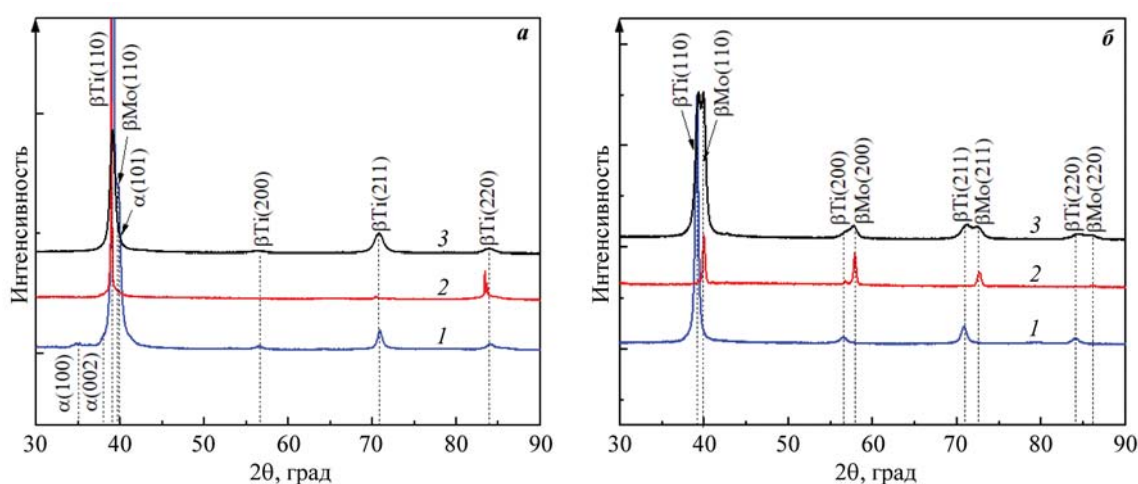 а
Интенсивность
βTi(110)
βMo(110)
α(101)
βTi(200)
βTi(211)
βTi(220)
3
2
1
α(100)
α(002)
30 40 50 60 70 80 90
2θ, град
б
Интенсивность
βTi(110)
βMo(110)
βTi(200)
βMo(200)
βTi(211)
βMo(211)
βTi(220)
βMo(220)
3
2
1
30 40 50 60 70 80 90
2θ, град